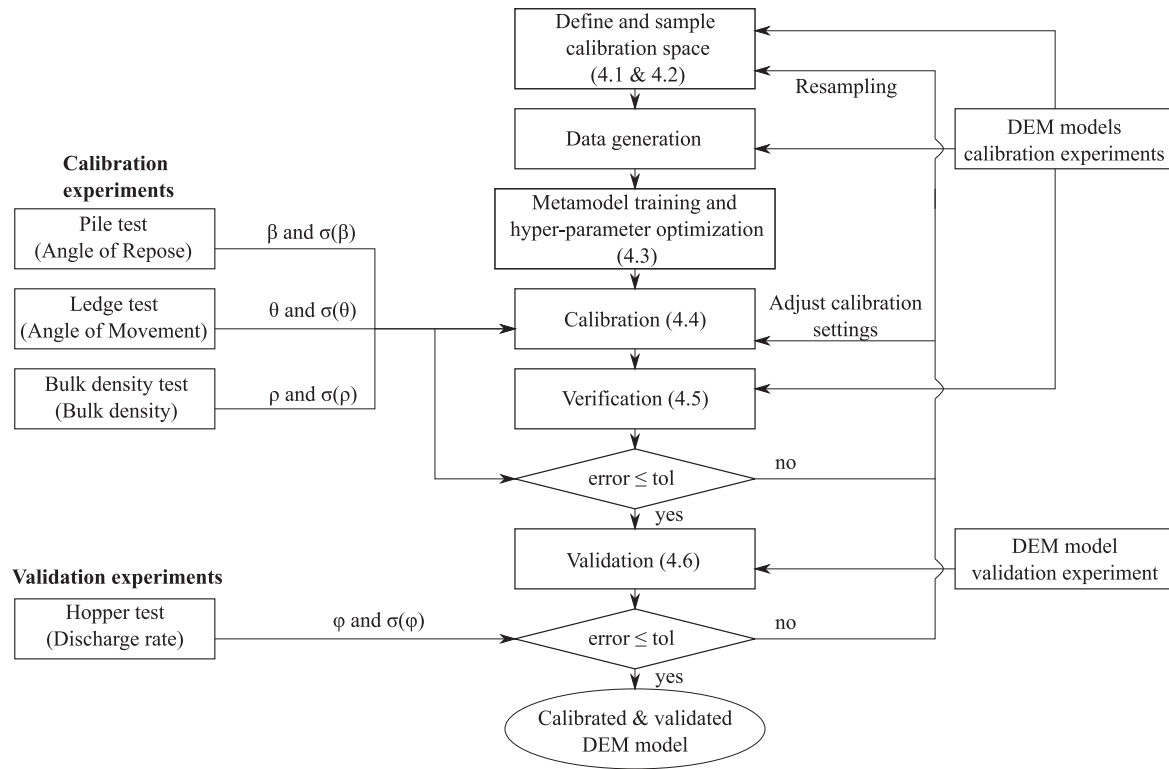 Define and sample
calibration space
(4.1 & 4.2)
Resampling
Data generation
DEM models
calibration experiments
Calibration
experiments
Metamodel training and
hyper-parameter optimization
(4.3)
Pile test
(Angle of Repose)
β and σ(β)
Ledge test
(Angle of Movement)
θ and σ(θ)
Calibration (4.4)
Adjust calibration
settings
Bulk density test
(Bulk density)
ρ and σ(ρ)
Verification (4.5)
error ≤ tol
no
yes
Validation (4.6)
DEM model
validation experiment
Validation experiments
Hopper test
(Discharge rate)
φ and σ(φ)
error ≤ tol
no
yes
Calibrated & validated
DEM model